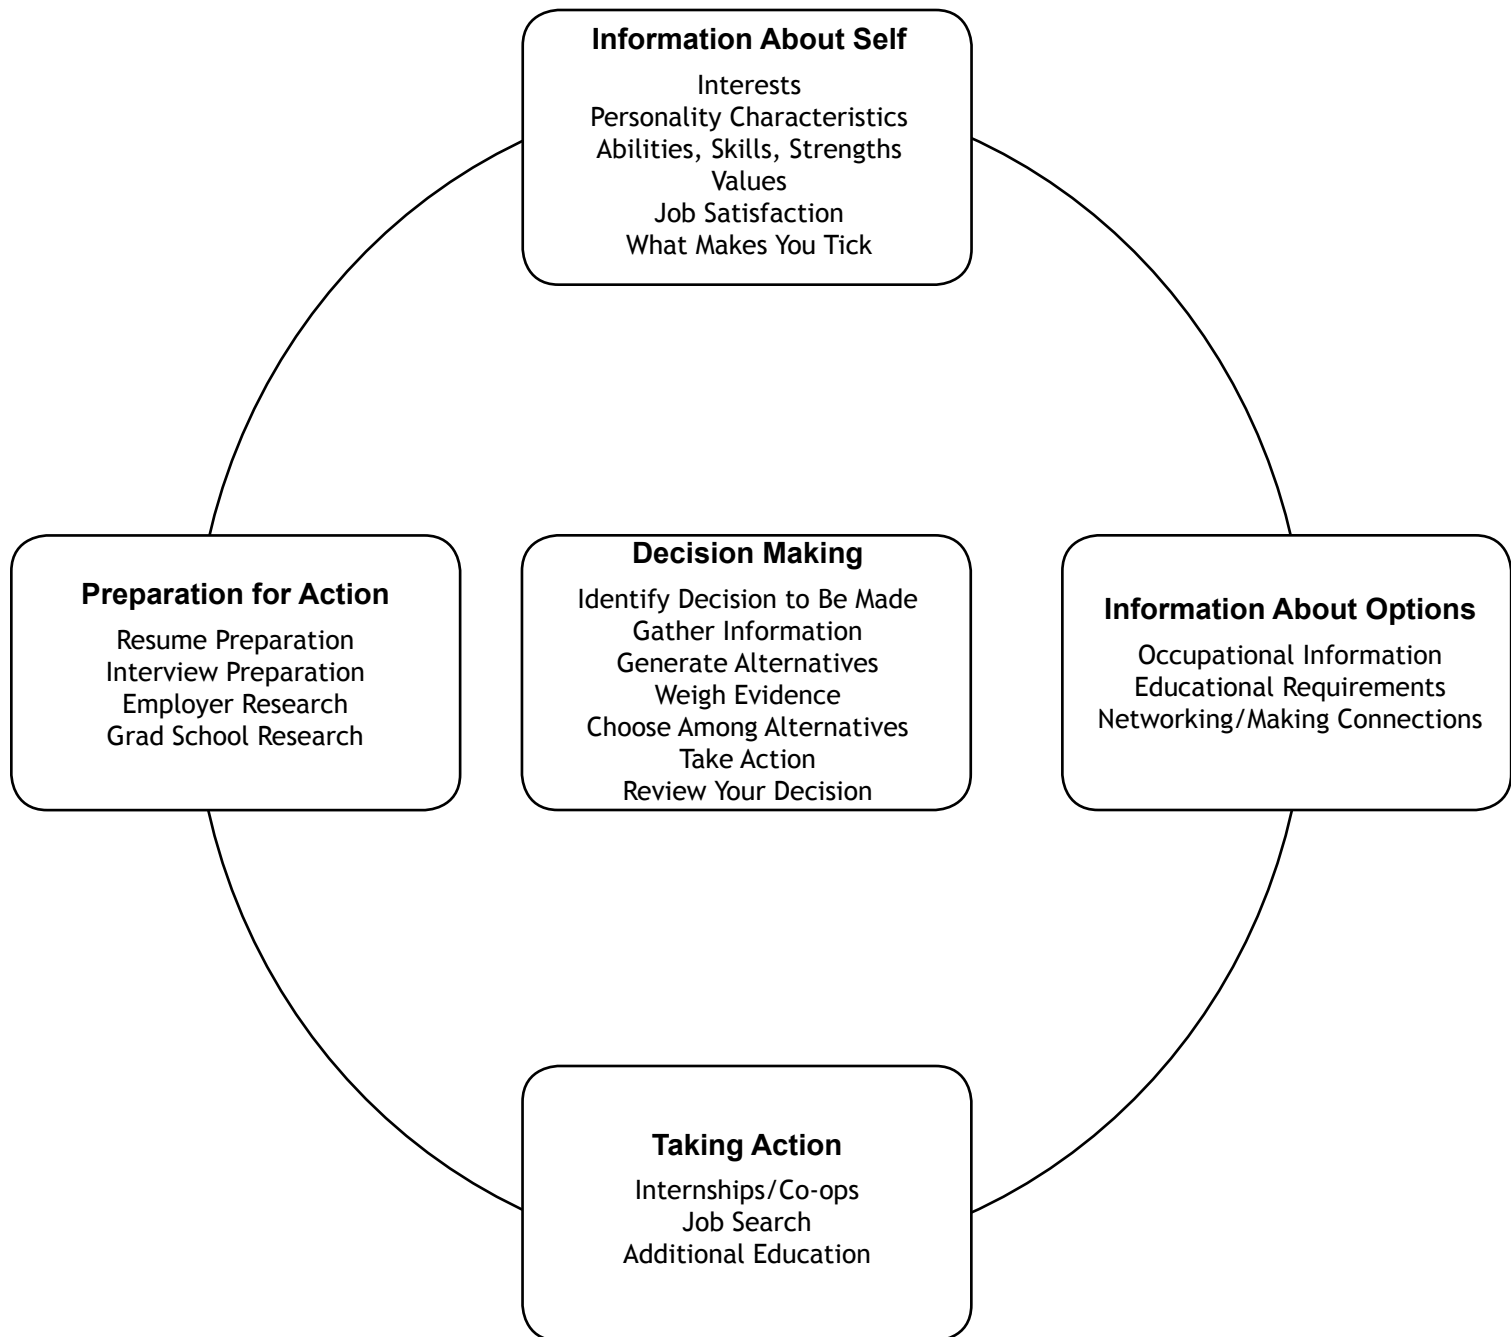 Information About Self
Interests
Personality Characteristics
Abilities, Skills, Strengths
Values
Job Satisfaction
What Makes You Tick
Preparation for Action
Resume Preparation
Interview Preparation
Employer Research
Grad School Research
Decision Making
Identify Decision to Be Made
Gather Information
Generate Alternatives
Weigh Evidence
Choose Among Alternatives
Take Action
Review Your Decision
Information About Options
Occupational Information
Educational Requirements
Networking/Making Connections
Taking Action
Internships/Co-ops
Job Search
Additional Education